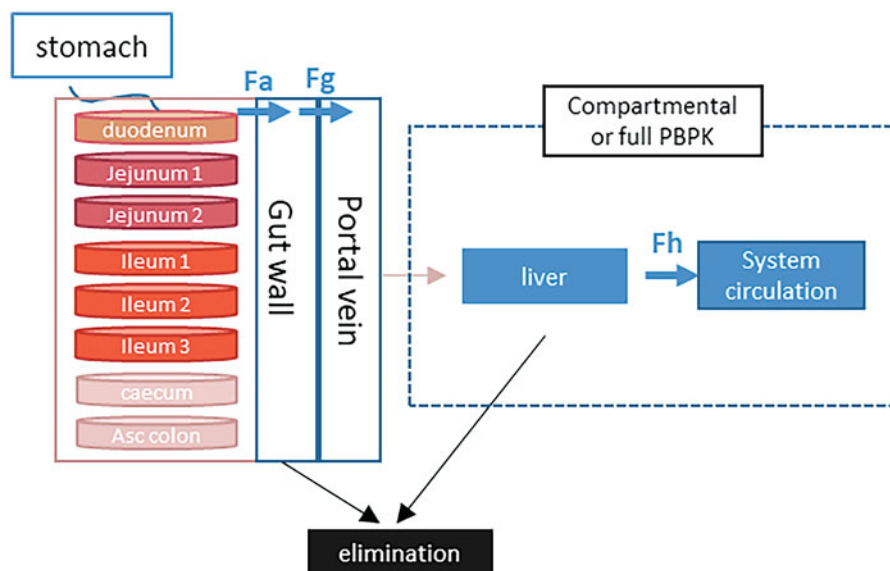 stomach
Fa
Fg
duodenum
Jejunum 1
Jejunum 2
Ileum 1
Ileum 2
Ileum 3
caecum
Asc colon
Gut wall
Portal vein
Compartmental
or full PBPK
liver
Fh
System
circulation
elimination